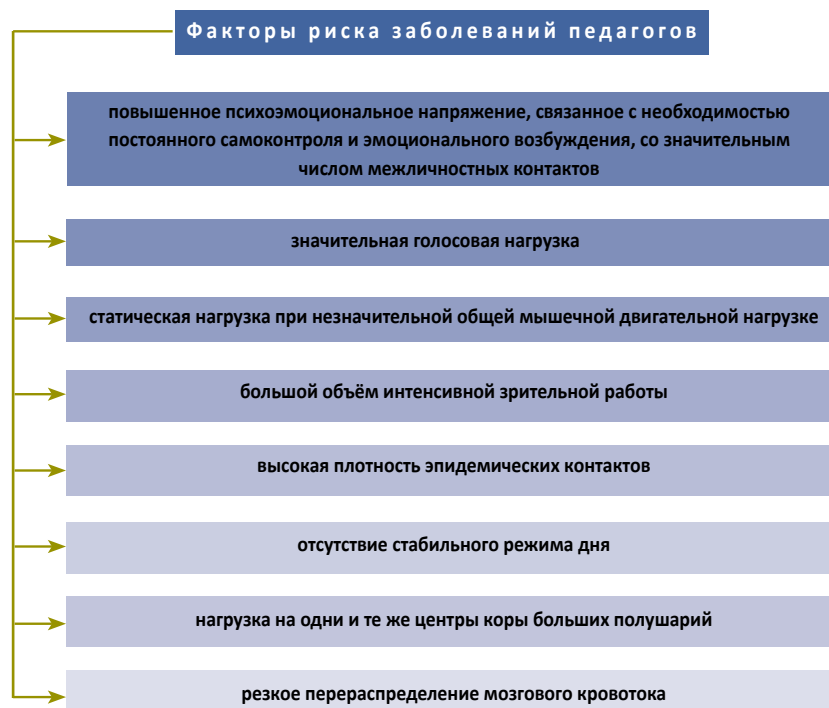 Факторы риска заболеваний педагогов
повышенное психоэмоциональное напряжение, связанное с необходимостью
постоянного самоконтроля и эмоционального возбуждения, со значительным
числом межличностных контактов
значительная голосовая нагрузка
статическая нагрузка при незначительной общей мышечной двигательной нагрузке
большой объём интенсивной зрительной работы
высокая плотность эпидемических контактов
отсутствие стабильного режима дня
нагрузка на одни и те же центры коры больших полушарий
резкое перераспределение мозгового кровотока